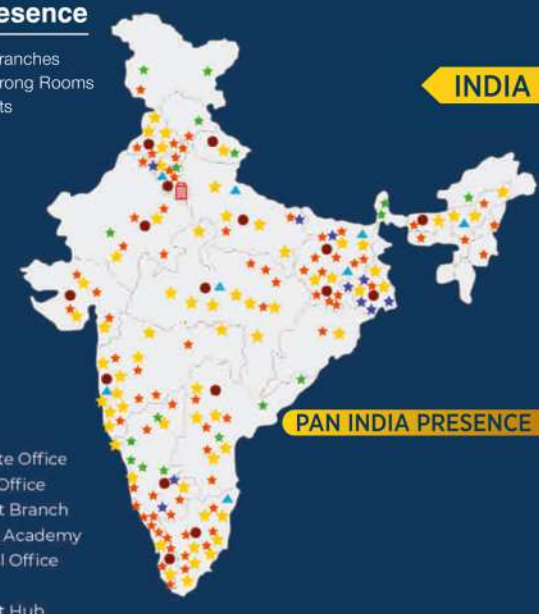 esence
ranches
rong Rooms
ts
INDIA
PAN INDIA PRESENCE
te Office
Office
t Branch
Academy
l Office
t Hub